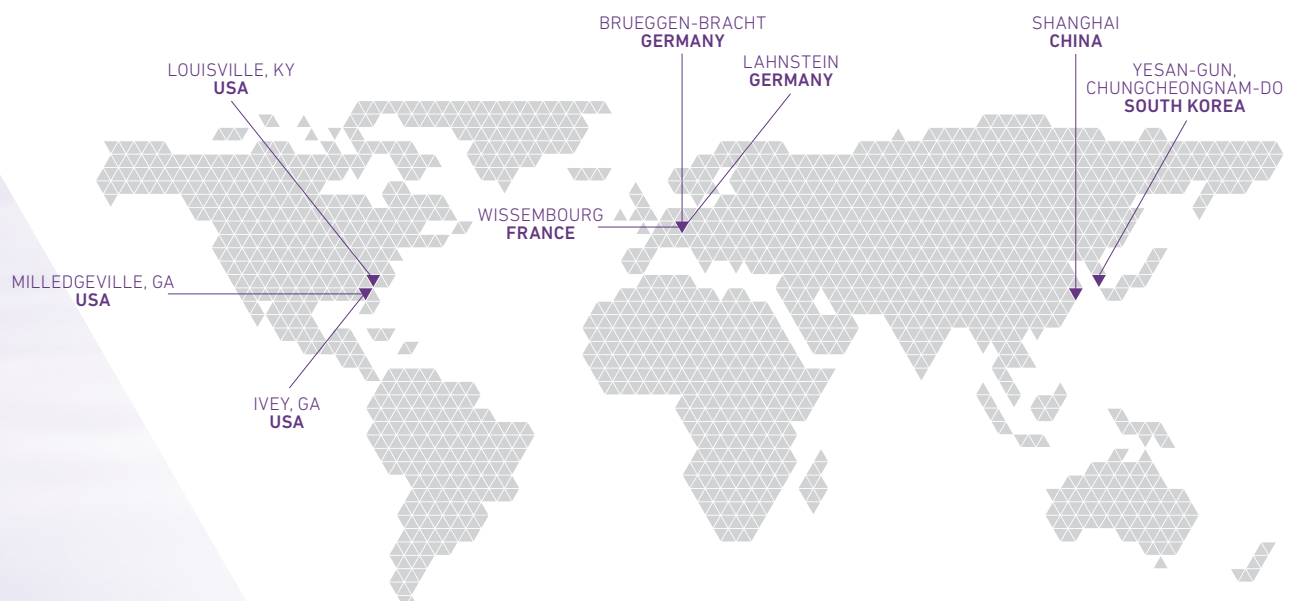 BRUEGGEN-BRACHT
GERMANY
SHANGHAI
CHINA
LAHNSTEIN
GERMANY
LOUISVILLE, KY
USA
YESAN-GUN,
CHUNGCHEONGNAM-DO
SOUTH KOREA
WISSEMBOURG
FRANCE
MILLEDGEVILLE, GA
USA
IVEY, GA
USA